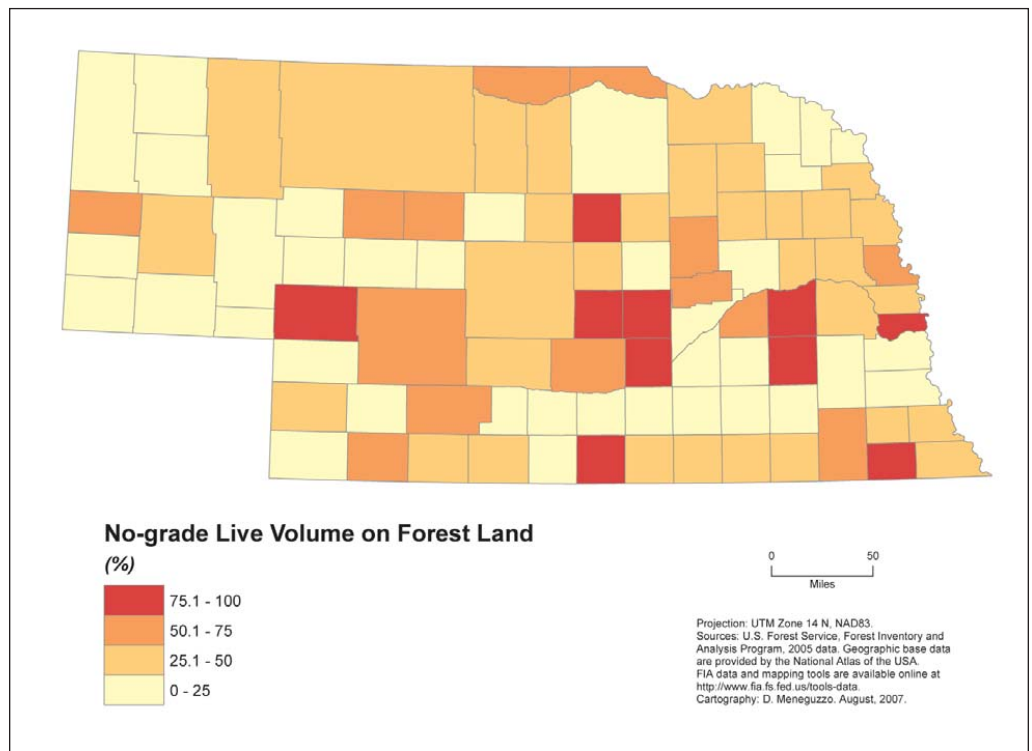 No-grade Live Volume on Forest Land
(%)
75.1 - 100
50.1 - 75
25.1 - 50
0 - 25
0 50
Miles
Projection: UTM Zone 14 N, NAD83.
Sources: U.S. Forest Service, Forest Inventory and
Analysis Program, 2005 data. Geographic base data
are provided by the National Atlas of the USA.
FIA data and mapping tools are available online at
http://www.fia.fs.fed.us/tools-data.
Cartography: D. Meneguzzo. August, 2007.